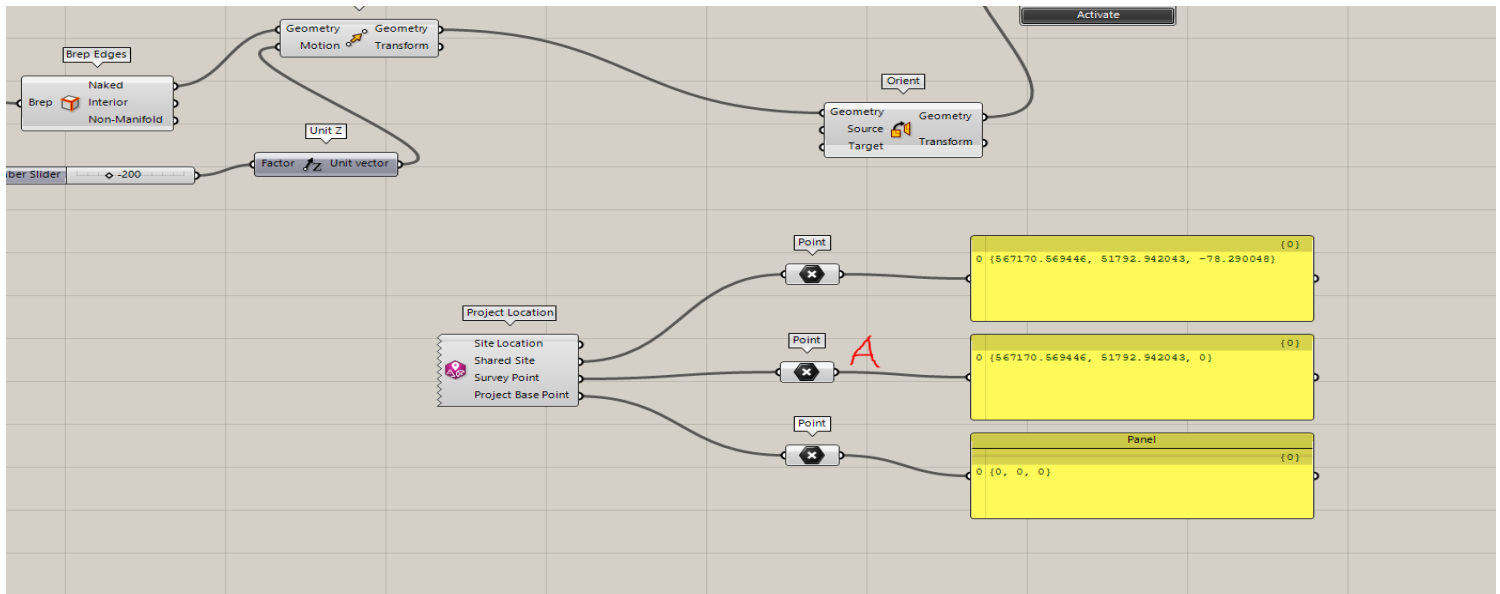 Activate
Geometry Geometry
Motion Transform
Brep Edges
Naked
Brep Interior
Non-Manifold
Unit Z
Factor Z Unit vector
ber Slider -200
Orient
Geometry Geometry
Source
Target Transform
Point
{0}
0 {567170.569446, 51792.942043, -78.290048}
Project Location
Site Location
Shared Site
Survey Point
Project Base Point
Point
A
{0}
0 {567170.569446, 51792.942043, 0}
Point
Panel
{0}
0 {0, 0, 0}